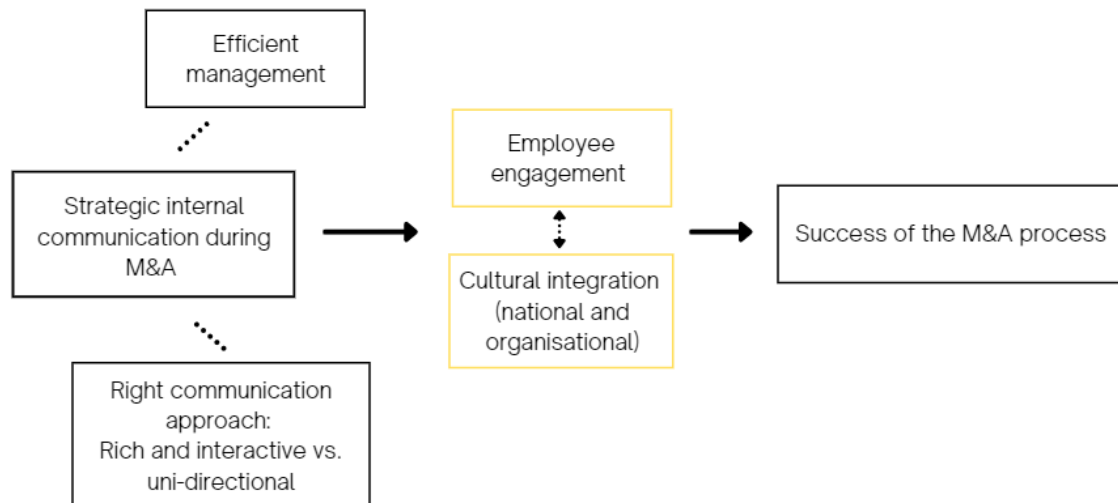 Efficient
management
Strategic internal
communication during
M&A
Right communication
approach:
Rich and interactive vs.
uni-directional
Employee
engagement
Cultural integration
(national and
organisational)
Success of the M&A process